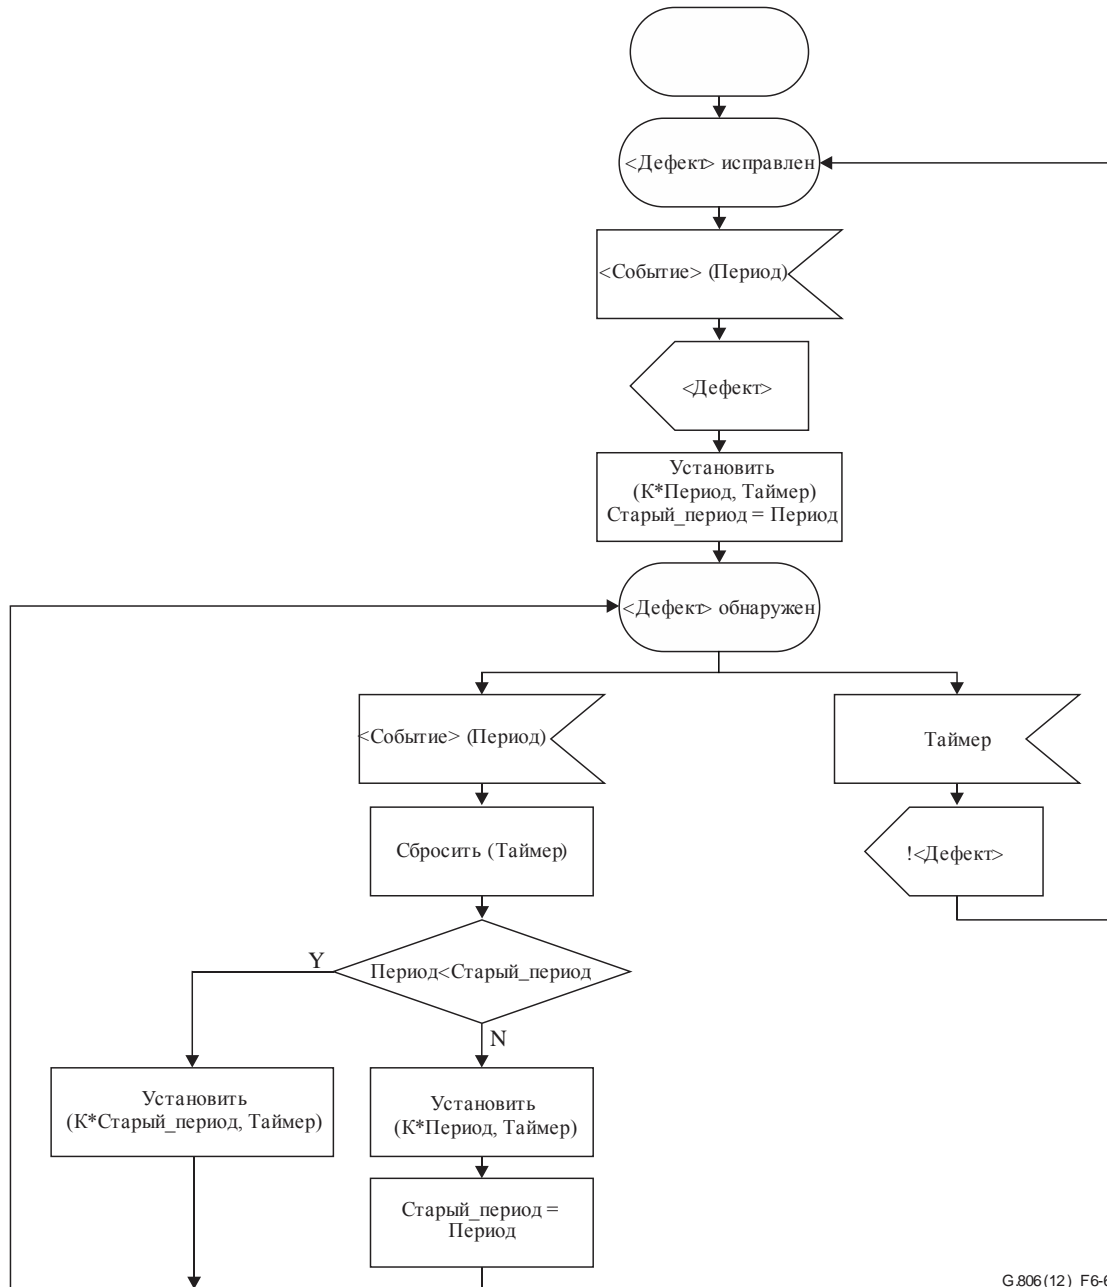 <Дефект> исправлен
<Событие> (Период)
<Дефект>
Установить
(К*Период, Таймер)
Старый_период = Период
<Дефект> обнаружен
<Событие> (Период)
Таймер
Сбросить (Таймер)
!<Дефект>
Y
Период<Старый_период
N
Установить
(К*Старый_период, Таймер)
Установить
(К*Период, Таймер)
Старый_период =
Период